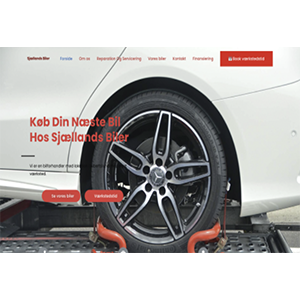 Sjællands Biler Forside Om os Reparation Og Servicering Vores biler Kontakt Finansiering Book værkstedstid
Køb Din Næste Bil
Hos Sjællands Biler
Vi er en bilforhandler med
værksted.
Se vores biler Værkstedstid